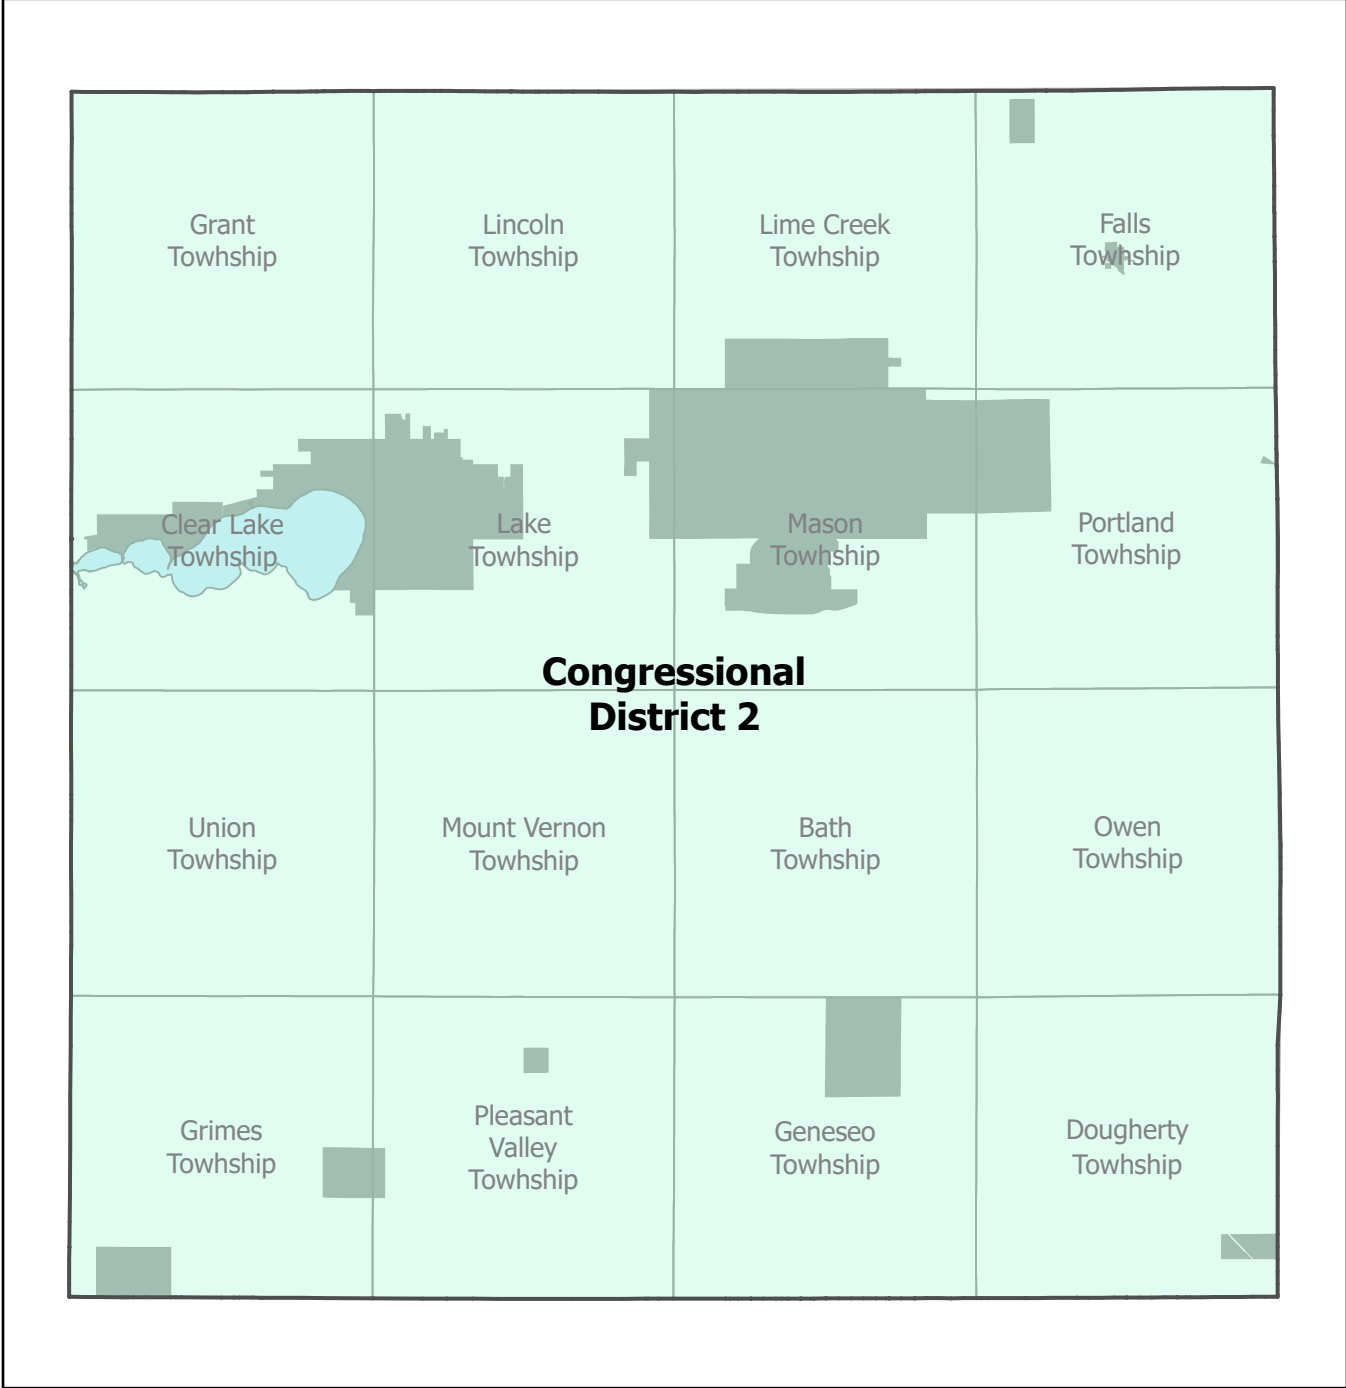 Grant
Towhship
Lincoln
Towhship
Lime Creek
Towhship
Falls
Towhship
Clear Lake
Towhship
Lake
Towhship
Mason
Towhship
Portland
Towhship
Congressional
District 2
Union
Towhship
Mount Vernon
Towhship
Bath
Towhship
Owen
Towhship
Grimes
Towhship
Pleasant
Valley
Towhship
Geneseo
Towhship
Dougherty
Towhship